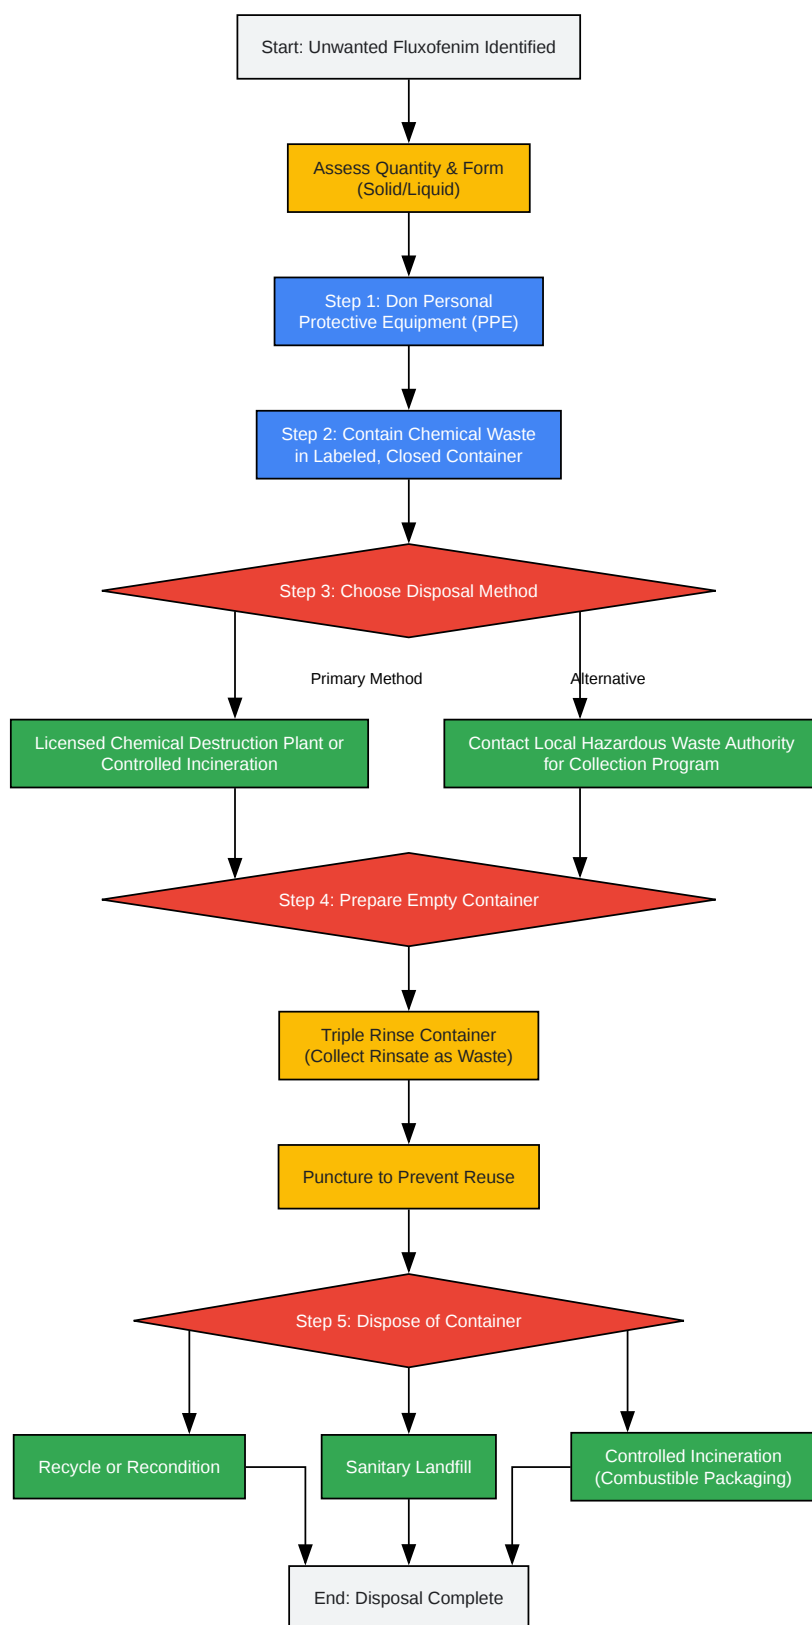 Start: Unwanted Fluxofenim Identified
Assess Quantity & Form
(Solid/Liquid)
Step 1: Don Personal
Protective Equipment (PPE)
Step 2: Contain Chemical Waste
in Labeled, Closed Container
Step 3: Choose Disposal Method
Primary Method
Alternative
Licensed Chemical Destruction Plant or
Controlled Incineration
Contact Local Hazardous Waste Authority
for Collection Program
Step 4: Prepare Empty Container
Triple Rinse Container
(Collect Rinsate as Waste)
Puncture to Prevent Reuse
Step 5: Dispose of Container
Recycle or Recondition
Sanitary Landfill
Controlled Incineration
(Combustible Packaging)
End: Disposal Complete